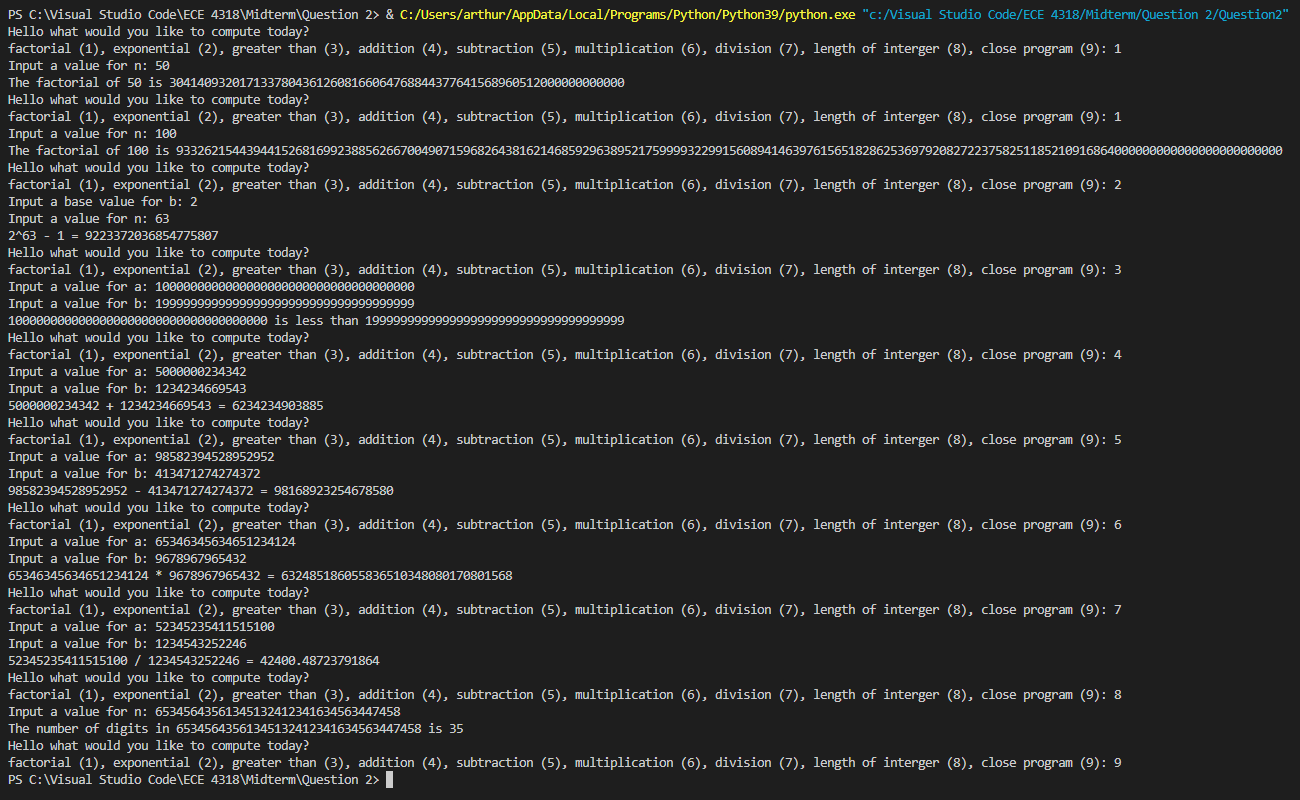 PS C:\Visual Studio Code\ECE 4318\Midterm\Question 2> & C:/Users/arthur/AppData/Local/Programs/Python/Python39/python.exe "c:/Visual Studio Code/ECE 4318/Midterm/Question 2/Question2"
Hello what would you like to compute today?
factorial (1), exponential (2), greater than (3), addition (4), subtraction (5), multiplication (6), division (7), length of interger (8), close program (9): 1
Input a value for n: 50
The factorial of 50 is 30414093201713378043612608166064768844377641568960512000000000000
Hello what would you like to compute today?
factorial (1), exponential (2), greater than (3), addition (4), subtraction (5), multiplication (6), division (7), length of interger (8), close program (9): 1
Input a value for n: 100
The factorial of 100 is 93326215443944152681699238856266700490715968264381621468592963895217599993229915608941463976156518286253697920827223758251185210916864000000000000000000000000
Hello what would you like to compute today?
factorial (1), exponential (2), greater than (3), addition (4), subtraction (5), multiplication (6), division (7), length of interger (8), close program (9): 2
Input a base value for b: 2
Input a value for n: 63
2^63 - 1 = 9223372036854775807
Hello what would you like to compute today?
factorial (1), exponential (2), greater than (3), addition (4), subtraction (5), multiplication (6), division (7), length of interger (8), close program (9): 3
Input a value for a: 1000000000000000000000000000000000000
Input a value for b: 1999999999999999999999999999999999999
1000000000000000000000000000000000000 is less than 1999999999999999999999999999999999999
Hello what would you like to compute today?
factorial (1), exponential (2), greater than (3), addition (4), subtraction (5), multiplication (6), division (7), length of interger (8), close program (9): 4
Input a value for a: 5000000234342
Input a value for b: 1234234669543
5000000234342 + 1234234669543 = 6234234903885
Hello what would you like to compute today?
factorial (1), exponential (2), greater than (3), addition (4), subtraction (5), multiplication (6), division (7), length of interger (8), close program (9): 5
Input a value for a: 98582394528952952
Input a value for b: 413471274274372
98582394528952952 - 413471274274372 = 98168923254678580
Hello what would you like to compute today?
factorial (1), exponential (2), greater than (3), addition (4), subtraction (5), multiplication (6), division (7), length of interger (8), close program (9): 6
Input a value for a: 65346345634651234124
Input a value for b: 9678967965432
65346345634651234124 * 9678967965432 = 632485186055836510348080170801568
Hello what would you like to compute today?
factorial (1), exponential (2), greater than (3), addition (4), subtraction (5), multiplication (6), division (7), length of interger (8), close program (9): 7
Input a value for a: 52345235411515100
Input a value for b: 1234543252246
52345235411515100 / 1234543252246 = 42400.48723791864
Hello what would you like to compute today?
factorial (1), exponential (2), greater than (3), addition (4), subtraction (5), multiplication (6), division (7), length of interger (8), close program (9): 8
Input a value for n: 65345643561345132412341634563447458
The number of digits in 65345643561345132412341634563447458 is 35
Hello what would you like to compute today?
factorial (1), exponential (2), greater than (3), addition (4), subtraction (5), multiplication (6), division (7), length of interger (8), close program (9): 9
PS C:\Visual Studio Code\ECE 4318\Midterm\Question 2>